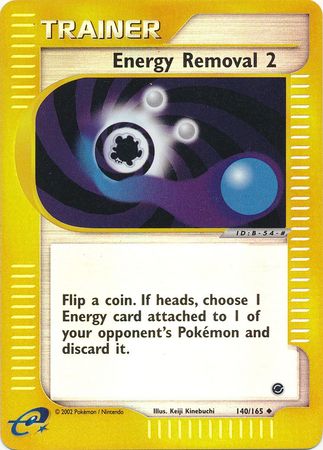 TRAINER
Energy Removal 2
ID:B-54-#
Flip a coin. If heads, choose 1
Energy card attached to 1 of
your opponent's Pokémon and
discard it.
© 2002 Pokémon / Nintendo
Illus. Keiji Kinebuchi
140/165 ◆
e